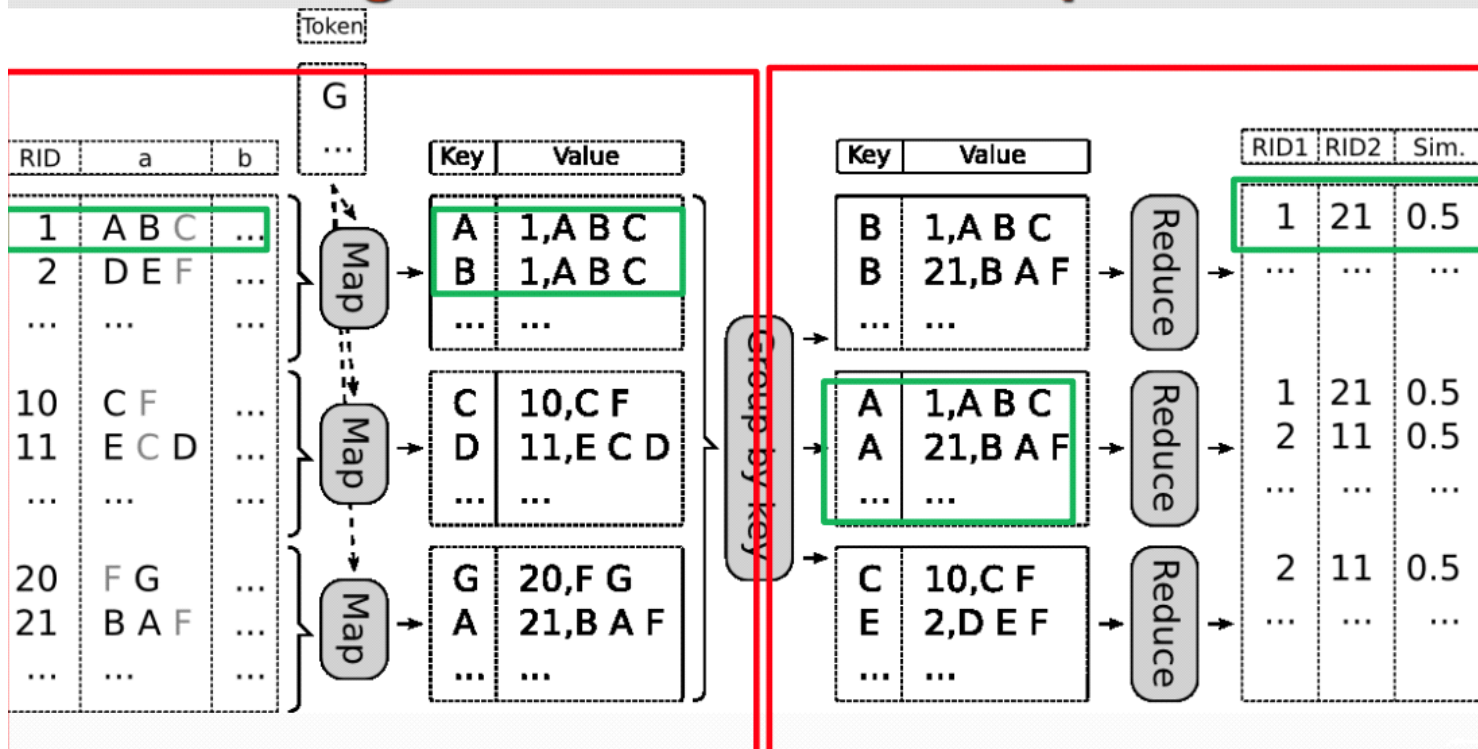 Token
G
...
RID a b
1 A B C ...
2 D E F ...
... ... ...
10 C F ...
11 E C D ...
... ... ...
20 F G ...
21 B A F ...
... ... ...
Map
Map
Map
Key Value
A 1,A B C
B 1,A B C
... ...
C 10,C F
D 11,E C D
... ...
G 20,F G
A 21,B A F
... ...
Group by Key
Key Value
B 1,A B C
B 21,B A F
... ...
A 1,A B C
A 21,B A F
... ...
C 10,C F
E 2,D E F
... ...
Reduce
Reduce
Reduce
RID1 RID2 Sim.
1 21 0.5
... ... ...
1 21 0.5
2 11 0.5
... ... ...
2 11 0.5
... ... ...